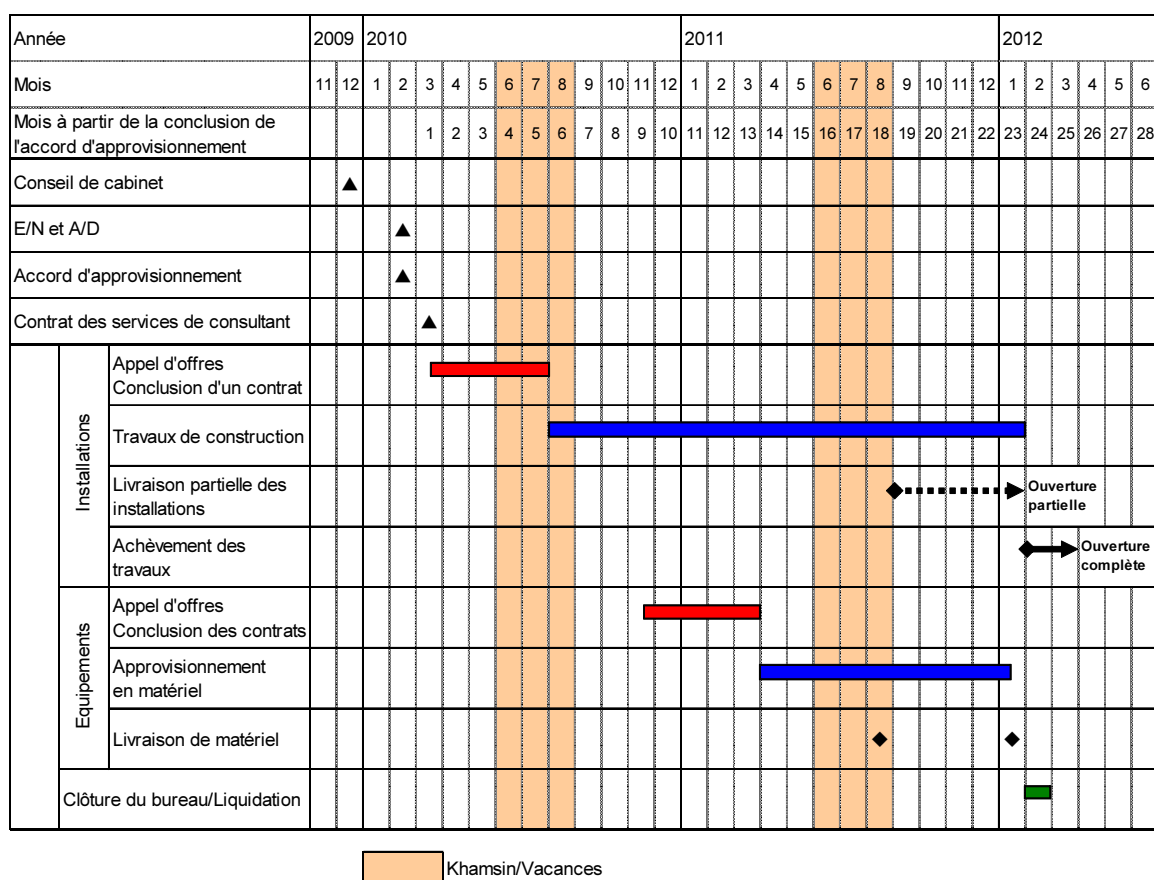 Année 2009 2010 2011 2012
Mois 11 12 1 2 3 4 5 6 7 8 9 10 11 12 1 2 3 4 5 6 7 8 9 10 11 12 1 2 3 4 5 6
Mois à partir de la conclusion de
l'accord d'approvisionnement
1 2 3 4 5 6 7 8 9 10 11 12 13 14 15 16 17 18 19 20 21 22 23 24 25 26 27 28
Conseil de cabinet
E/N et A/D
Accord d'approvisionnement
Contrat des services de consultant
Installations
Appel d'offres
Conclusion d'un contrat
Travaux de construction
Livraison partielle des
installations
Ouverture
partielle
Achèvement des
travaux
Ouverture
complète
Equipements
Appel d'offres
Conclusion des contrats
Approvisionnement
en matériel
Livraison de matériel
Clôture du bureau/Liquidation
Khamsin/Vacances